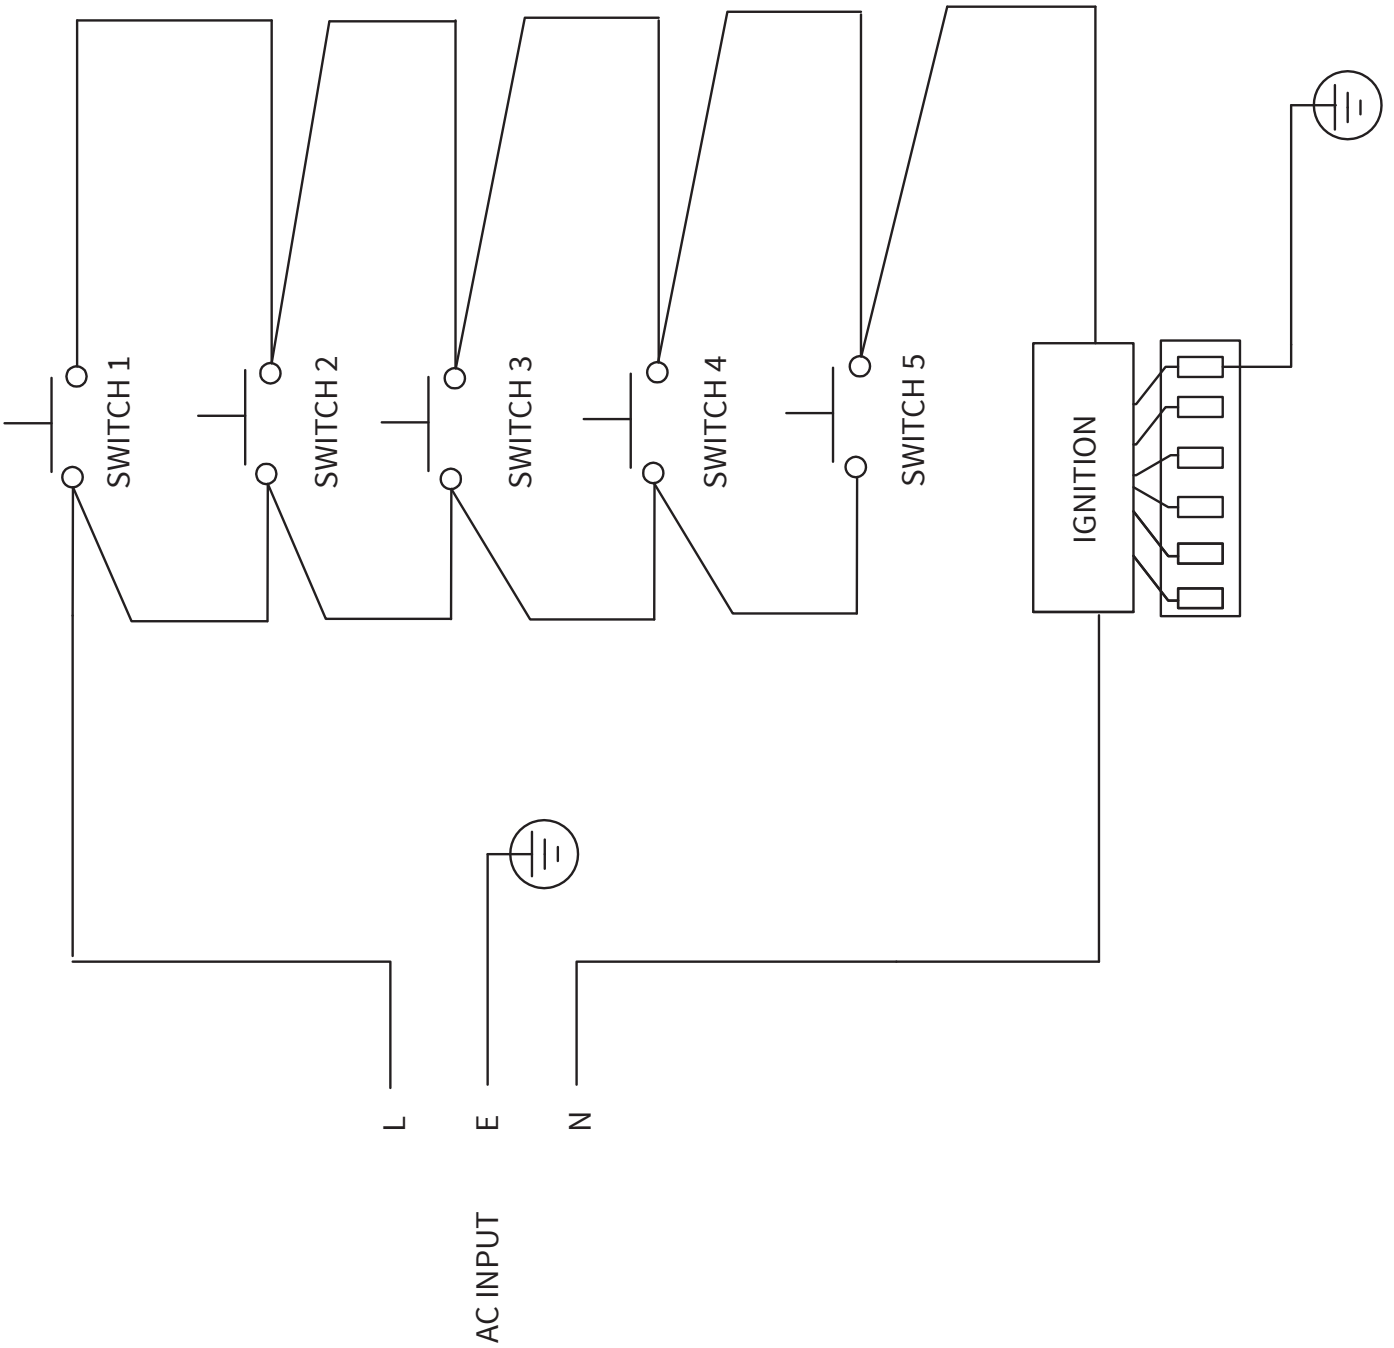 SWITCH 1
SWITCH 2
SWITCH 3
SWITCH 4
SWITCH 5
IGNITION
L
E
N
AC INPUT